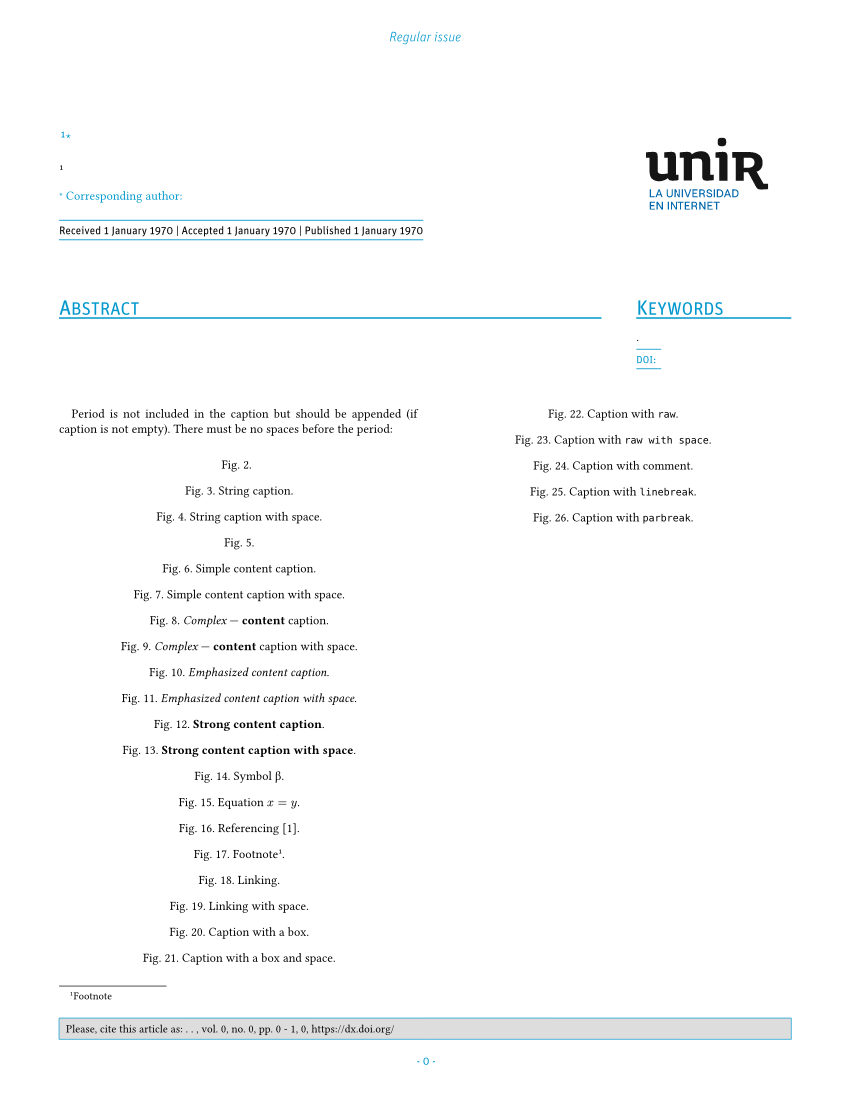 Regular issue
1*
1
* Corresponding author:
Received 1 January 1970 | Accepted 1 January 1970 | Published 1 January 1970
uniR
LA UNIVERSIDAD
EN INTERNET
Abstract
Keywords
.
DOI:
Period is not included in the caption but should be appended (if
caption is not empty). There must be no spaces before the period:
Fig. 2.
Fig. 3. String caption.
Fig. 4. String caption with space.
Fig. 5.
Fig. 6. Simple content caption.
Fig. 7. Simple content caption with space.
Fig. 8. Complex — content caption.
Fig. 9. Complex — content caption with space.
Fig. 10. Emphasized content caption.
Fig. 11. Emphasized content caption with space.
Fig. 12. Strong content caption.
Fig. 13. Strong content caption with space.
Fig. 14. Symbol β.
Fig. 15. Equation x = y.
Fig. 16. Referencing [1].
Fig. 17. Footnote¹.
Fig. 18. Linking.
Fig. 19. Linking with space.
Fig. 20. Caption with a box.
Fig. 21. Caption with a box and space.
¹Footnote
Fig. 22. Caption with raw.
Fig. 23. Caption with raw with space.
Fig. 24. Caption with comment.
Fig. 25. Caption with linebreak.
Fig. 26. Caption with parbreak.
Please, cite this article as: . . , vol. 0, no. 0, pp. 0 - 1, 0, https://dx.doi.org/
- 0 -